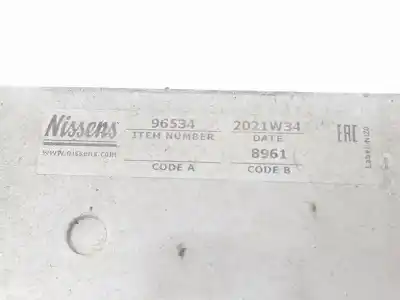 Nissens
www.nissens.com
96534
ITEM NUMBER
CODE A
2021W34
DATE
8961
CODE B
EAC